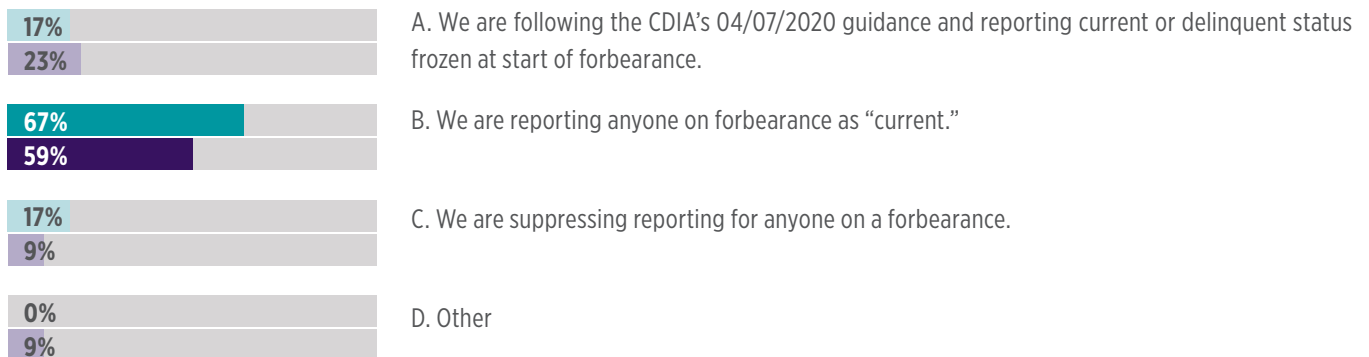 17%
A. We are following the CDIA’s 04/07/2020 guidance and reporting current or delinquent status
23%
frozen at start of forbearance.
67%
B. We are reporting anyone on forbearance as “current.”
59%
17%
C. We are suppressing reporting for anyone on a forbearance.
9%
0%
D. Other
9%